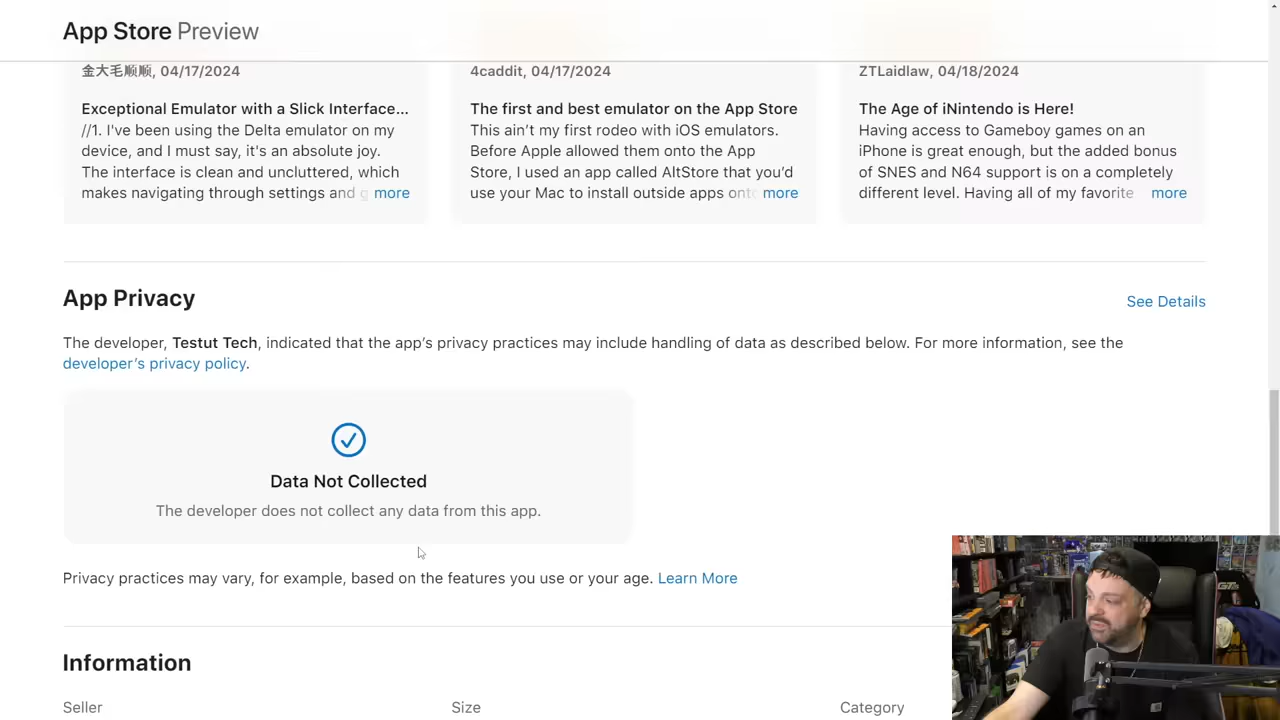 App Store Preview
金大毛顺顺, 04/17/2024
Exceptional Emulator with a Slick Interface...
//1. I've been using the Delta emulator on my
device, and I must say, it's an absolute joy.
The interface is clean and uncluttered, which
makes navigating through settings and g more
4caddit, 04/17/2024
The first and best emulator on the App Store
This ain’t my first rodeo with iOS emulators.
Before Apple allowed them onto the App
Store, I used an app called AltStore that you’d
use your Mac to install outside apps onto more
ZTLaidlaw, 04/18/2024
The Age of iNintendo is Here!
Having access to Gameboy games on an
iPhone is great enough, but the added bonus
of SNES and N64 support is on a completely
different level. Having all of my favorite more
App Privacy
See Details
The developer, Testut Tech, indicated that the app’s privacy practices may include handling of data as described below. For more information, see the
developer’s privacy policy.
Data Not Collected
The developer does not collect any data from this app.
Privacy practices may vary, for example, based on the features you use or your age. Learn More
Information
Seller
Size
Category